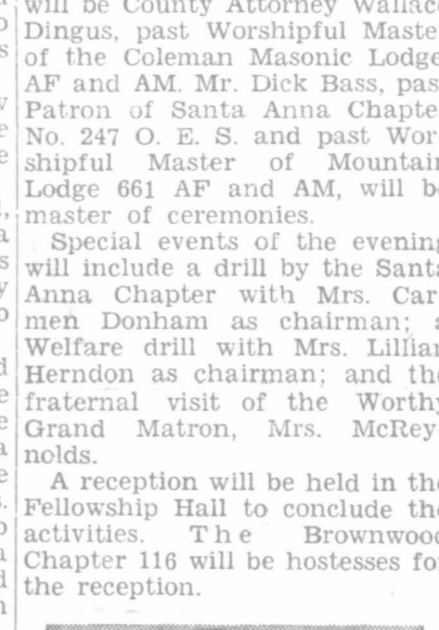 will be County Attorney Wallac
Dingus, past Worshipful Maste
of the Coleman Masonic Lodge
AF and AM. Mr. Dick Bass, pas
Patron of Santa Anna Chapte
No. 247 O. E. S. and past Wor
shipful Master of Mountain
Lodge 661 AF and AM, will b
master of ceremonies.
Special events of the evening
will include a drill by the Santa
Anna Chapter with Mrs. Car
men Donham as chairman; a
Welfare drill with Mrs. Lillian
Herndon as chairman; and the
fraternal visit of the Worthy
Grand Matron, Mrs. McRey
nolds.
A reception will be held in the
Fellowship Hall to conclude the
activities. The Brownwood
Chapter 116 will be hostesses for
the reception.